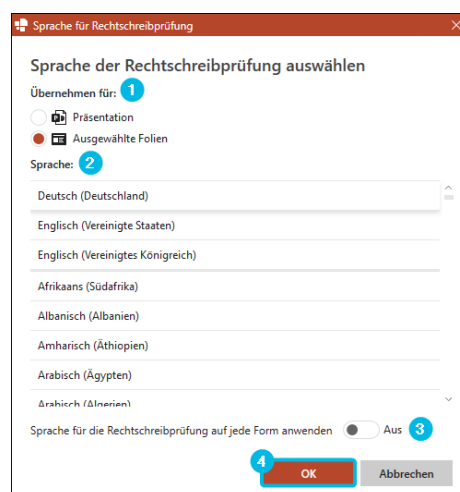 Sprache für Rechtschreibprüfung
Sprache der Rechtschreibprüfung auswählen
Übernehmen für: 1
Präsentation
Ausgewählte Folien
Sprache: 2
Deutsch (Deutschland)
Englisch (Vereinigte Staaten)
Englisch (Vereinigtes Königreich)
Afrikaans (Südafrika)
Albanisch (Albanien)
Amharisch (Äthiopien)
Arabisch (Ägypten)
Arabisch (Algerien)
Sprache für die Rechtschreibprüfung auf jede Form anwenden Aus 3
4 OK Abbrechen